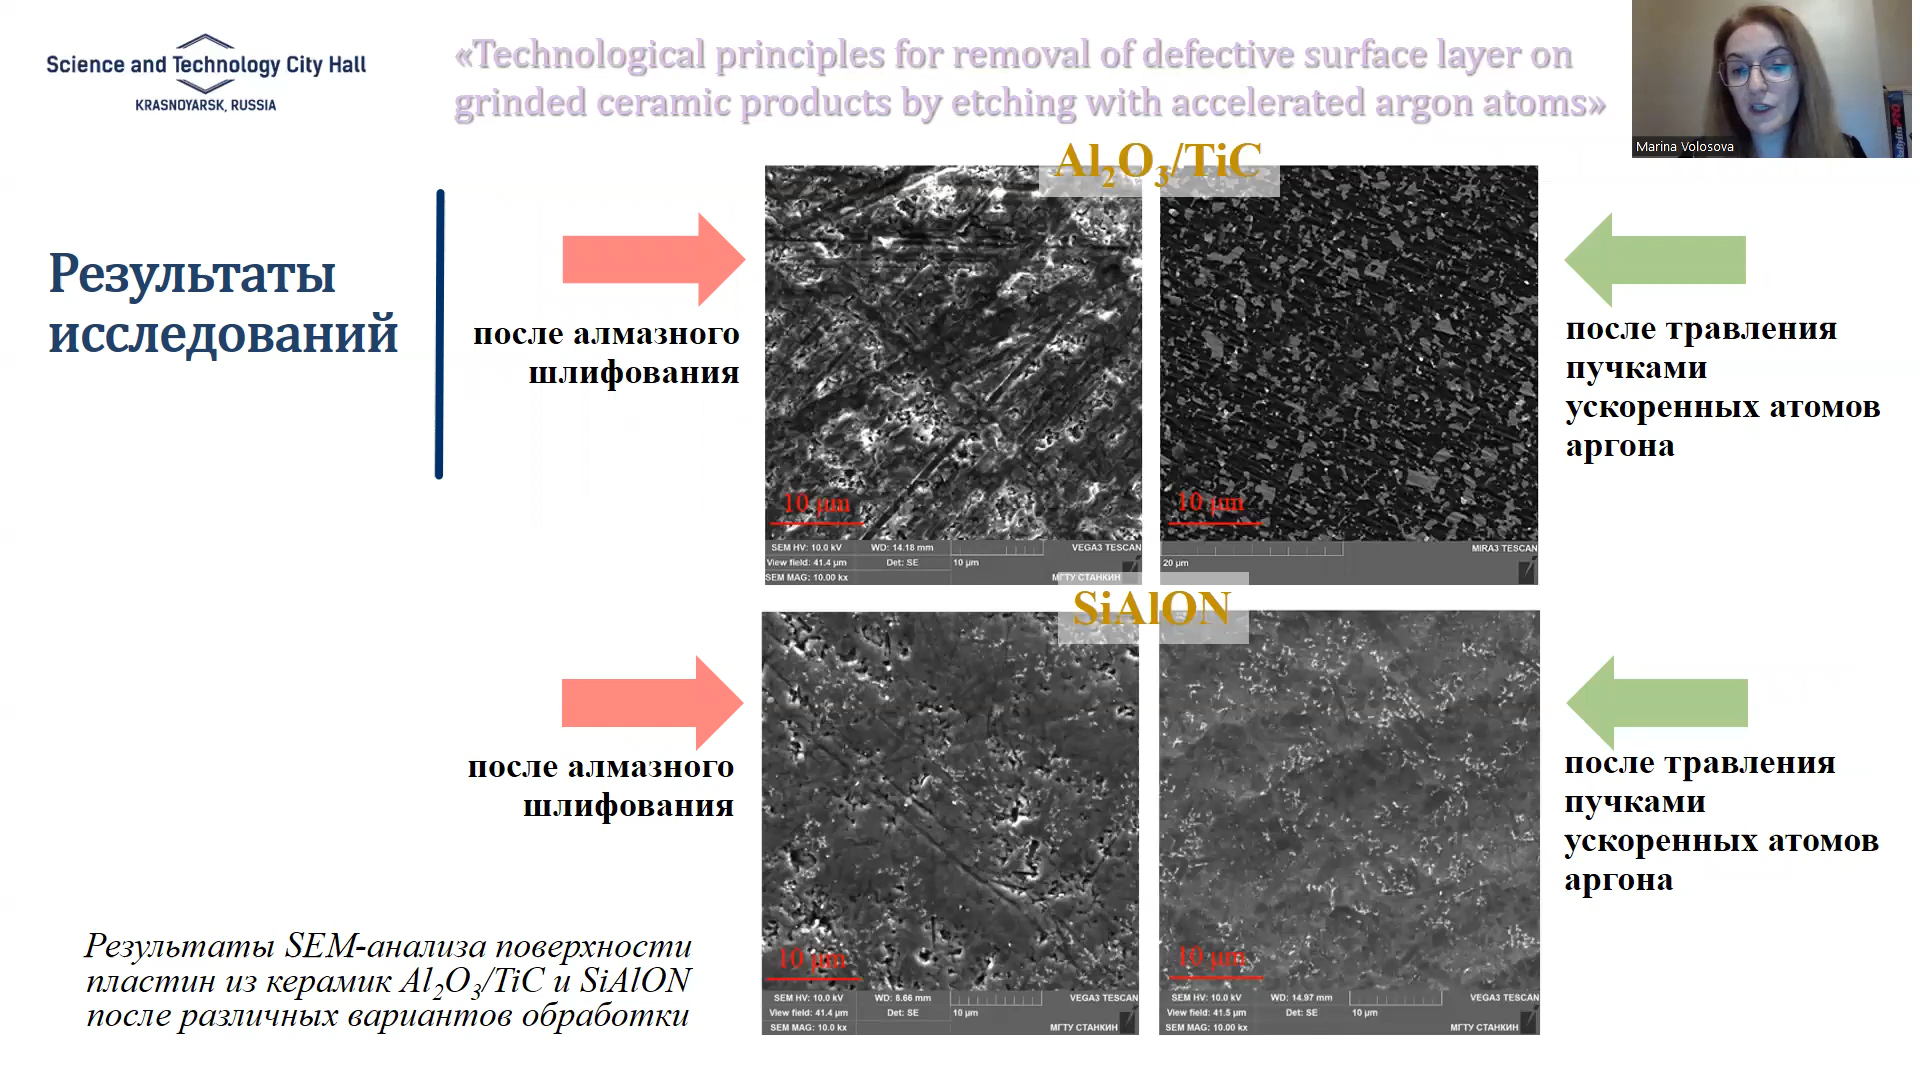 Science and Technology City Hall
KRASNOYARSK, RUSSIA
«Technological principles for removal of defective surface layer on
grinded ceramic products by etching with accelerated argon atoms»
Marina Volosova
Результаты
исследований
Al₂O₃/TiC
после алмазного
шлифования
10 µm
SEM HV: 10.0 kV WD: 14.18 mm VEGA3 TESCAN
View field: 41.4 µm Det: SE 10 µm
SEM MAG: 10.00 kx МГТУ СТАНКИН
10 µm
MIRA3 TESCAN
20 µm
после травления
пучками
ускоренных атомов
аргона
SiAlON
после алмазного
шлифования
10 µm
SEM HV: 10.0 kV WD: 8.66 mm VEGA3 TESCAN
View field: 41.4 µm Det: SE 10 µm
SEM MAG: 10.0 kx МГТУ СТАНКИН
10 µm
SEM HV: 10.0 kV WD: 14.97 mm VEGA3 TESCAN
View field: 41.5 µm Det: SE 10 µm
SEM MAG: 10.00 kx МГТУ СТАНКИН
после травления
пучками
ускоренных атомов
аргона
Результаты SEM-анализа поверхности
пластин из керамик Al₂O₃/TiC и SiAlON
после различных вариантов обработки